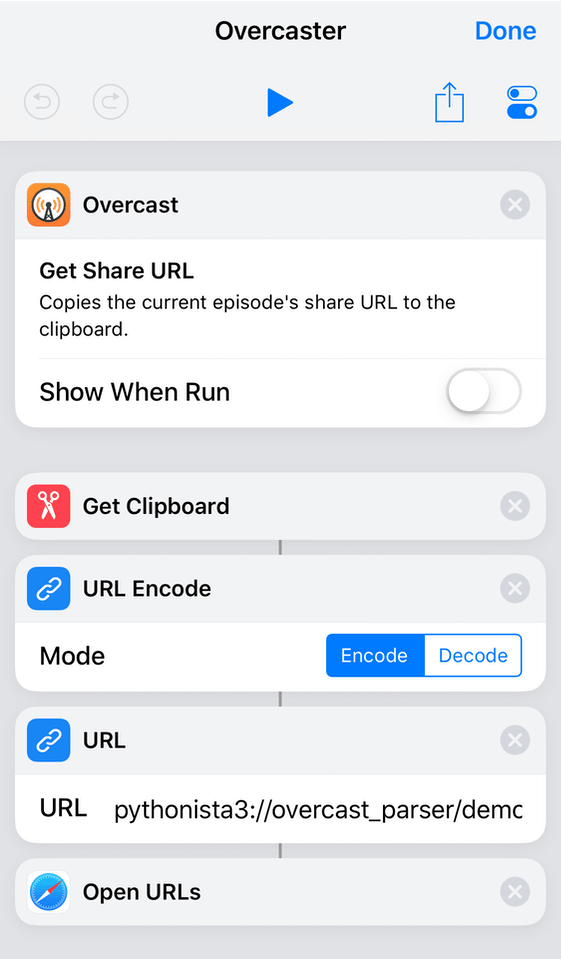 Overcaster
Done
Overcast
Get Share URL
Copies the current episode's share URL to the
clipboard.
Show When Run
Get Clipboard
URL Encode
Mode
Encode
Decode
URL
URL
pythonista3://overcast_parser/demo
Open URLs